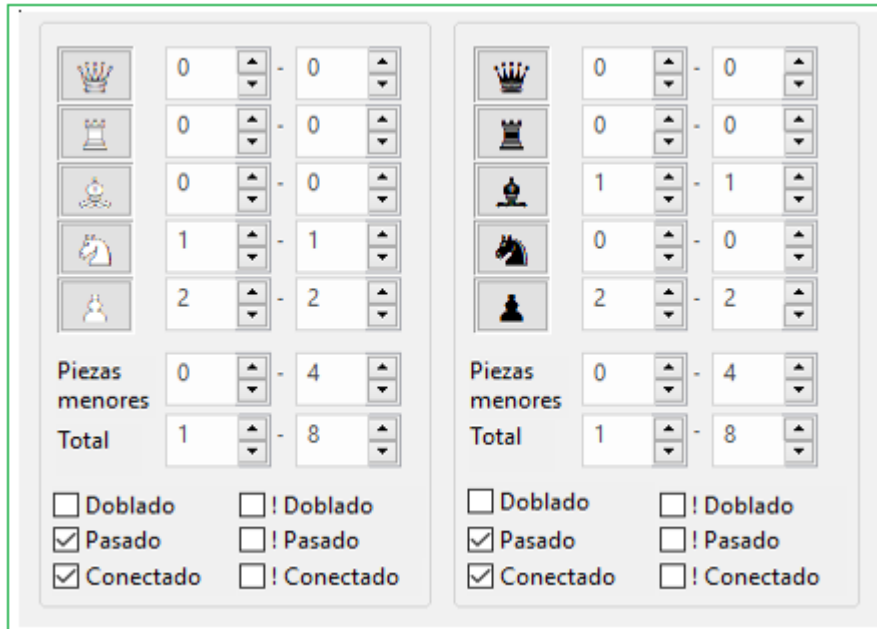 0 - 0
0 - 0
0 - 0
1 - 1
2 - 2
Piezas menores 0 - 4
Total 1 - 8
Doblado ! Doblado
Pasado ! Pasado
Conectado ! Conectado
0 - 0
0 - 0
1 - 1
0 - 0
2 - 2
Piezas menores 0 - 4
Total 1 - 8
Doblado ! Doblado
Pasado ! Pasado
Conectado ! Conectado